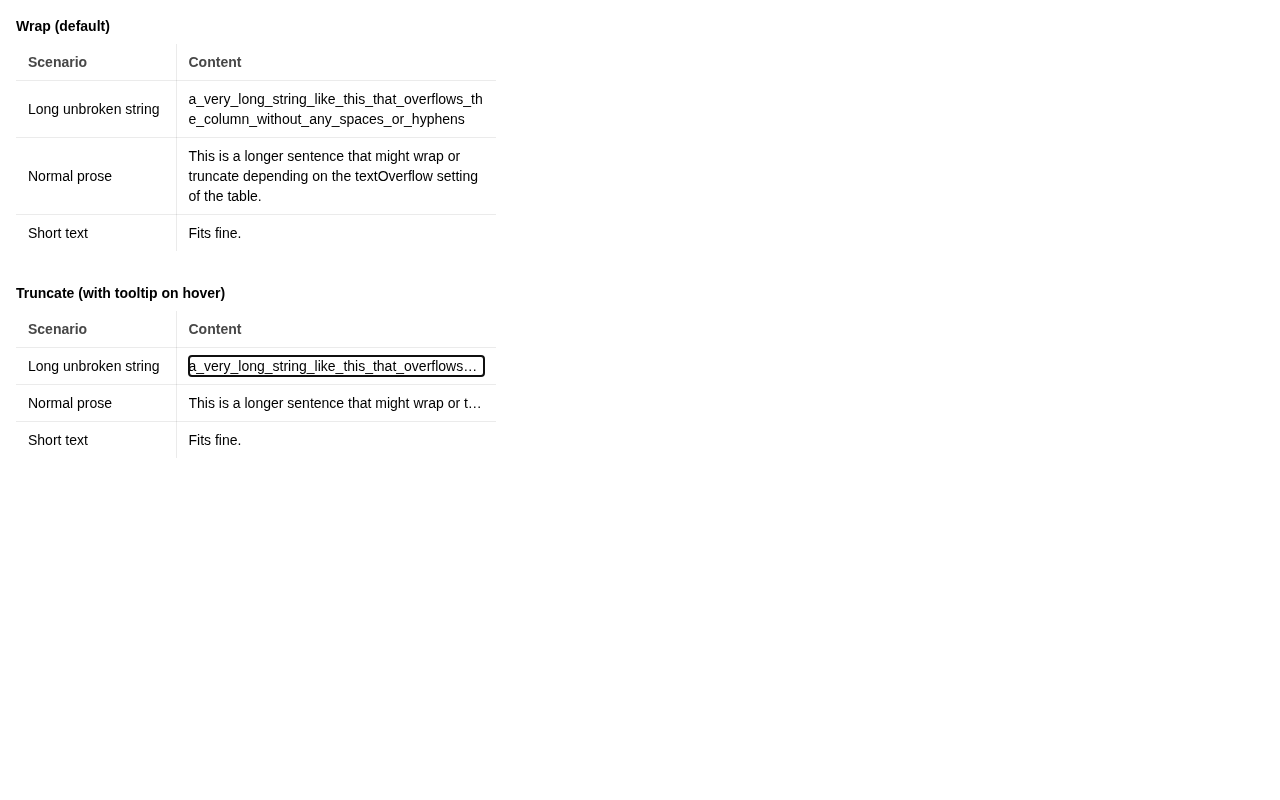 Wrap (default)
Scenario Content
Long unbroken string a_very_long_string_like_this_that_overflows_th
e_column_without_any_spaces_or_hyphens
Normal prose This is a longer sentence that might wrap or
truncate depending on the textOverflow setting
of the table.
Short text Fits fine.
Truncate (with tooltip on hover)
Scenario Content
Long unbroken string a_very_long_string_like_this_that_overflows…
Normal prose This is a longer sentence that might wrap or t…
Short text Fits fine.